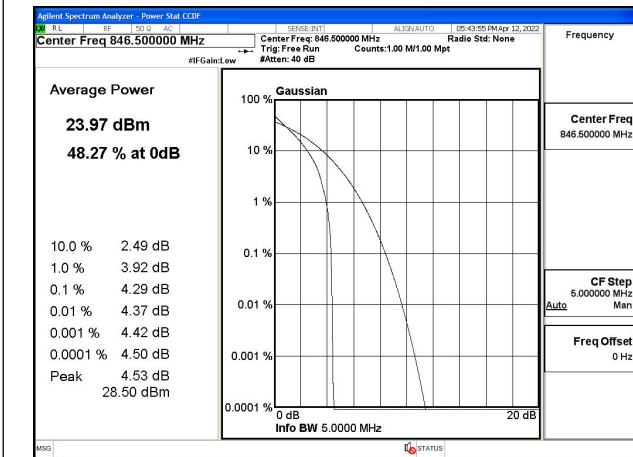 Agilent Spectrum Analyzer - Power Stat CCDF
LXI RL RF 50 Ω AC SENSE:INT ALIGN AUTO 05:43:55 PM Apr 12, 2022
Center Freq 846.500000 MHz
Center Freq: 846.500000 MHz Radio Std: None
Trig: Free Run Counts:1.00 M/1.00 Mpt
#IFGain:Low #Atten: 40 dB
Frequency
Average Power
23.97 dBm
48.27 % at 0dB
10.0 % 2.49 dB
1.0 % 3.92 dB
0.1 % 4.29 dB
0.01 % 4.37 dB
0.001 % 4.42 dB
0.0001 % 4.50 dB
Peak 4.53 dB
28.50 dBm
Gaussian
100 %
10 %
1 %
0.1 %
0.01 %
0.001 %
0.0001 %
0 dB 20 dB
Info BW 5.0000 MHz
Center Freq
846.500000 MHz
CF Step
5.000000 MHz
Auto Man
Freq Offset
0 Hz
MSG STATUS